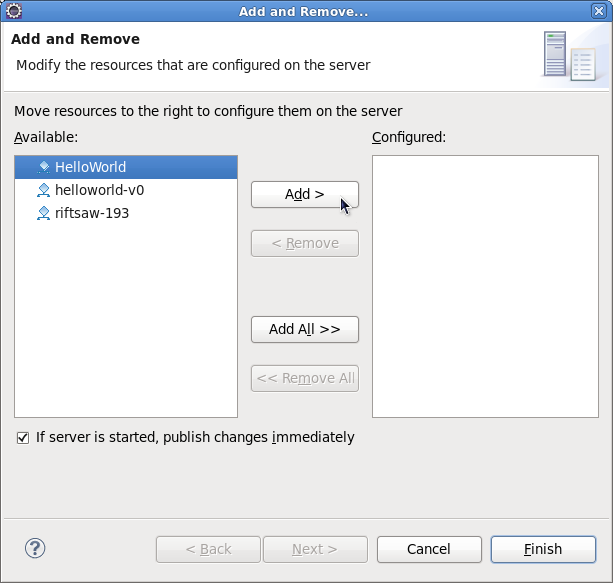 Add and Remove...
Add and Remove
Modify the resources that are configured on the server
Move resources to the right to configure them on the server
Available:
Configured:
HelloWorld
helloworld-v0
riftsaw-193
Add >
< Remove
Add All >>
<< Remove All
If server is started, publish changes immediately
?
< Back
Next >
Cancel
Finish